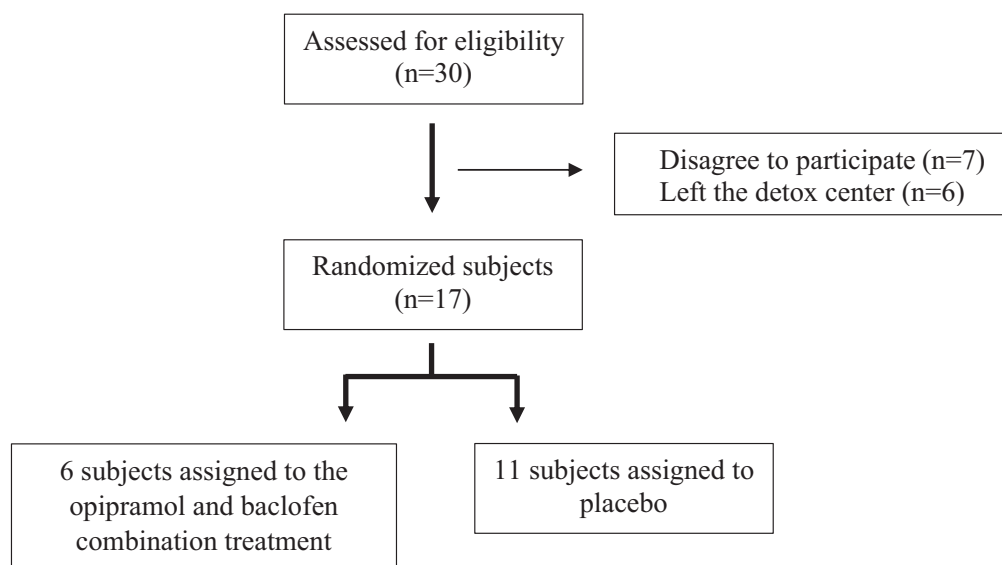 Assessed for eligibility
(n=30)
Disagree to participate (n=7)
Left the detox center (n=6)
Randomized subjects
(n=17)
6 subjects assigned to the
opipramol and baclofen
combination treatment
11 subjects assigned to
placebo